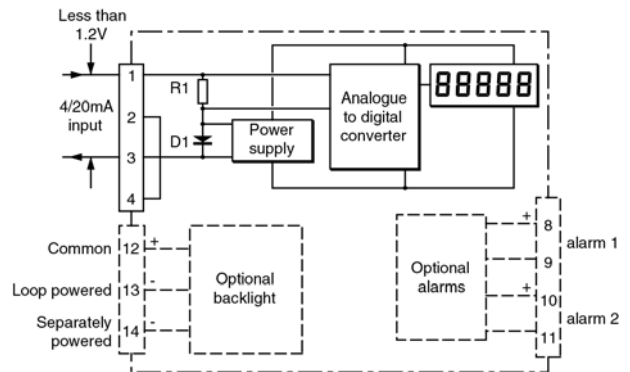 Less than
1.2V
1
R1
Analogue
to digital
converter
88888
4/20mA
input
2
D1
Power
supply
3
4
Common
12
+
Optional
backlight
Loop powered
13
-
Separately
powered
14
-
Optional
alarms
+
8
alarm 1
9
+
10
alarm 2
11